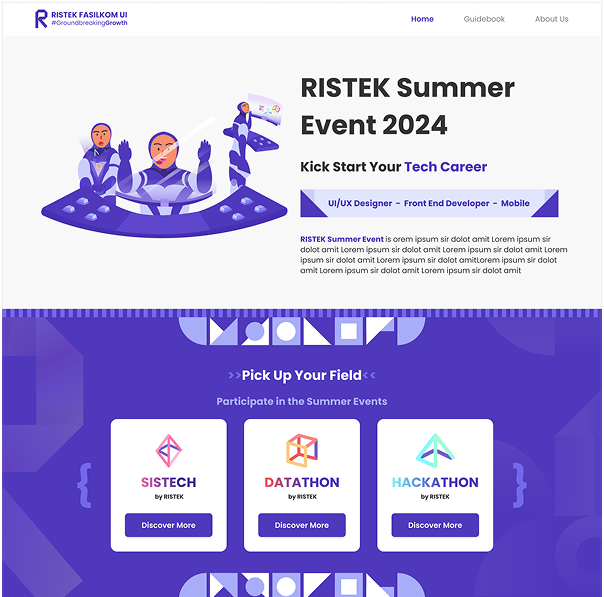 RISTEK FASILKOM UI
#GroundbreakingGrowth
Home
Guidebook
About Us
RISTEK Summer
Event 2024
Kick Start Your Tech Career
UI/UX Designer - Front End Developer - Mobile
RISTEK Summer Event is orem ipsum sir dolot amit Lorem ipsum sir
dolot amit Lorem ipsum sir dolot amit Lorem ipsum sir dolot amit Lorem
ipsum sir dolot amit Lorem ipsum sir dolot amitLorem ipsum sir dolot
amit Lorem ipsum sir dolot amit Lorem ipsum sir dolot amit
>>Pick Up Your Field<<
Participate in the Summer Events
SISTECH
by RISTEK
Discover More
DATATHON
by RISTEK
Discover More
HACKATHON
by RISTEK
Discover More